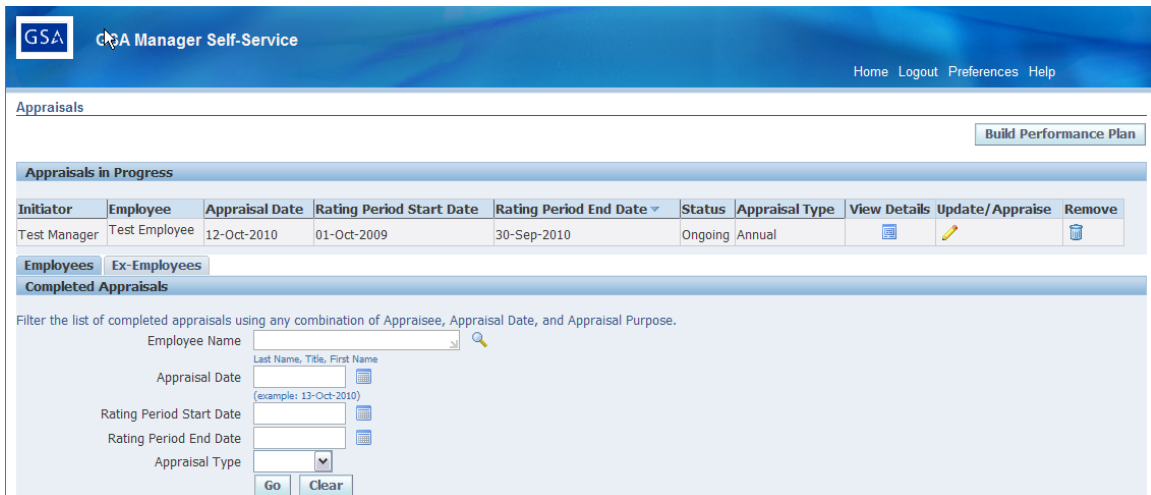 GSA
GSA Manager Self-Service
Home Logout Preferences Help
Appraisals
Build Performance Plan
Appraisals in Progress
Initiator Employee Appraisal Date Rating Period Start Date Rating Period End Date Status Appraisal Type View Details Update/Appraise Remove
Test Manager Test Employee 12-Oct-2010 01-Oct-2009 30-Sep-2010 Ongoing Annual
Employees Ex-Employees
Completed Appraisals
Filter the list of completed appraisals using any combination of Appraisee, Appraisal Date, and Appraisal Purpose.
Employee Name
Last Name, Title, First Name
Appraisal Date
(example: 13-Oct-2010)
Rating Period Start Date
Rating Period End Date
Appraisal Type
Go Clear